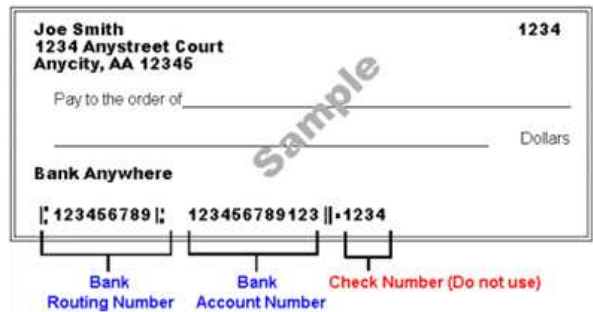 Joe Smith 1234
1234 Anystreet Court
Anycity, AA 12345
Sample
Pay to the order of
Dollars
Bank Anywhere
⑆123456789⑆ 123456789123⑈1234
Bank Routing Number
Bank Account Number
Check Number (Do not use)